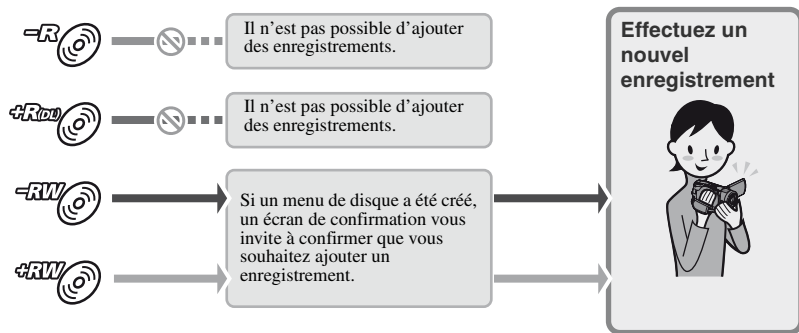 -R
Il n'est pas possible d'ajouter
des enregistrements.
+R(DL)
Il n'est pas possible d'ajouter
des enregistrements.
-RW
+RW
Si un menu de disque a été créé,
un écran de confirmation vous
invite à confirmer que vous
souhaitez ajouter un
enregistrement.
Effectuez un
nouvel
enregistrement